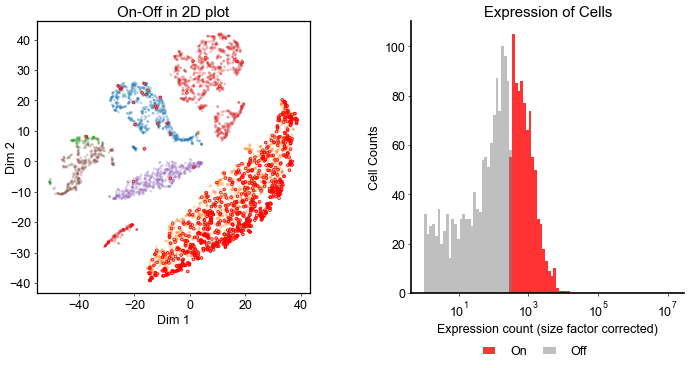 On-Off in 2D plot
Dim 2
40
30
20
10
0
−10
−20
−30
−40
−40 −20 0 20 40
Dim 1
Expression of Cells
Cell Counts
100
80
60
40
20
0
10^1 10^3 10^5 10^7
Expression count (size factor corrected)
On Off